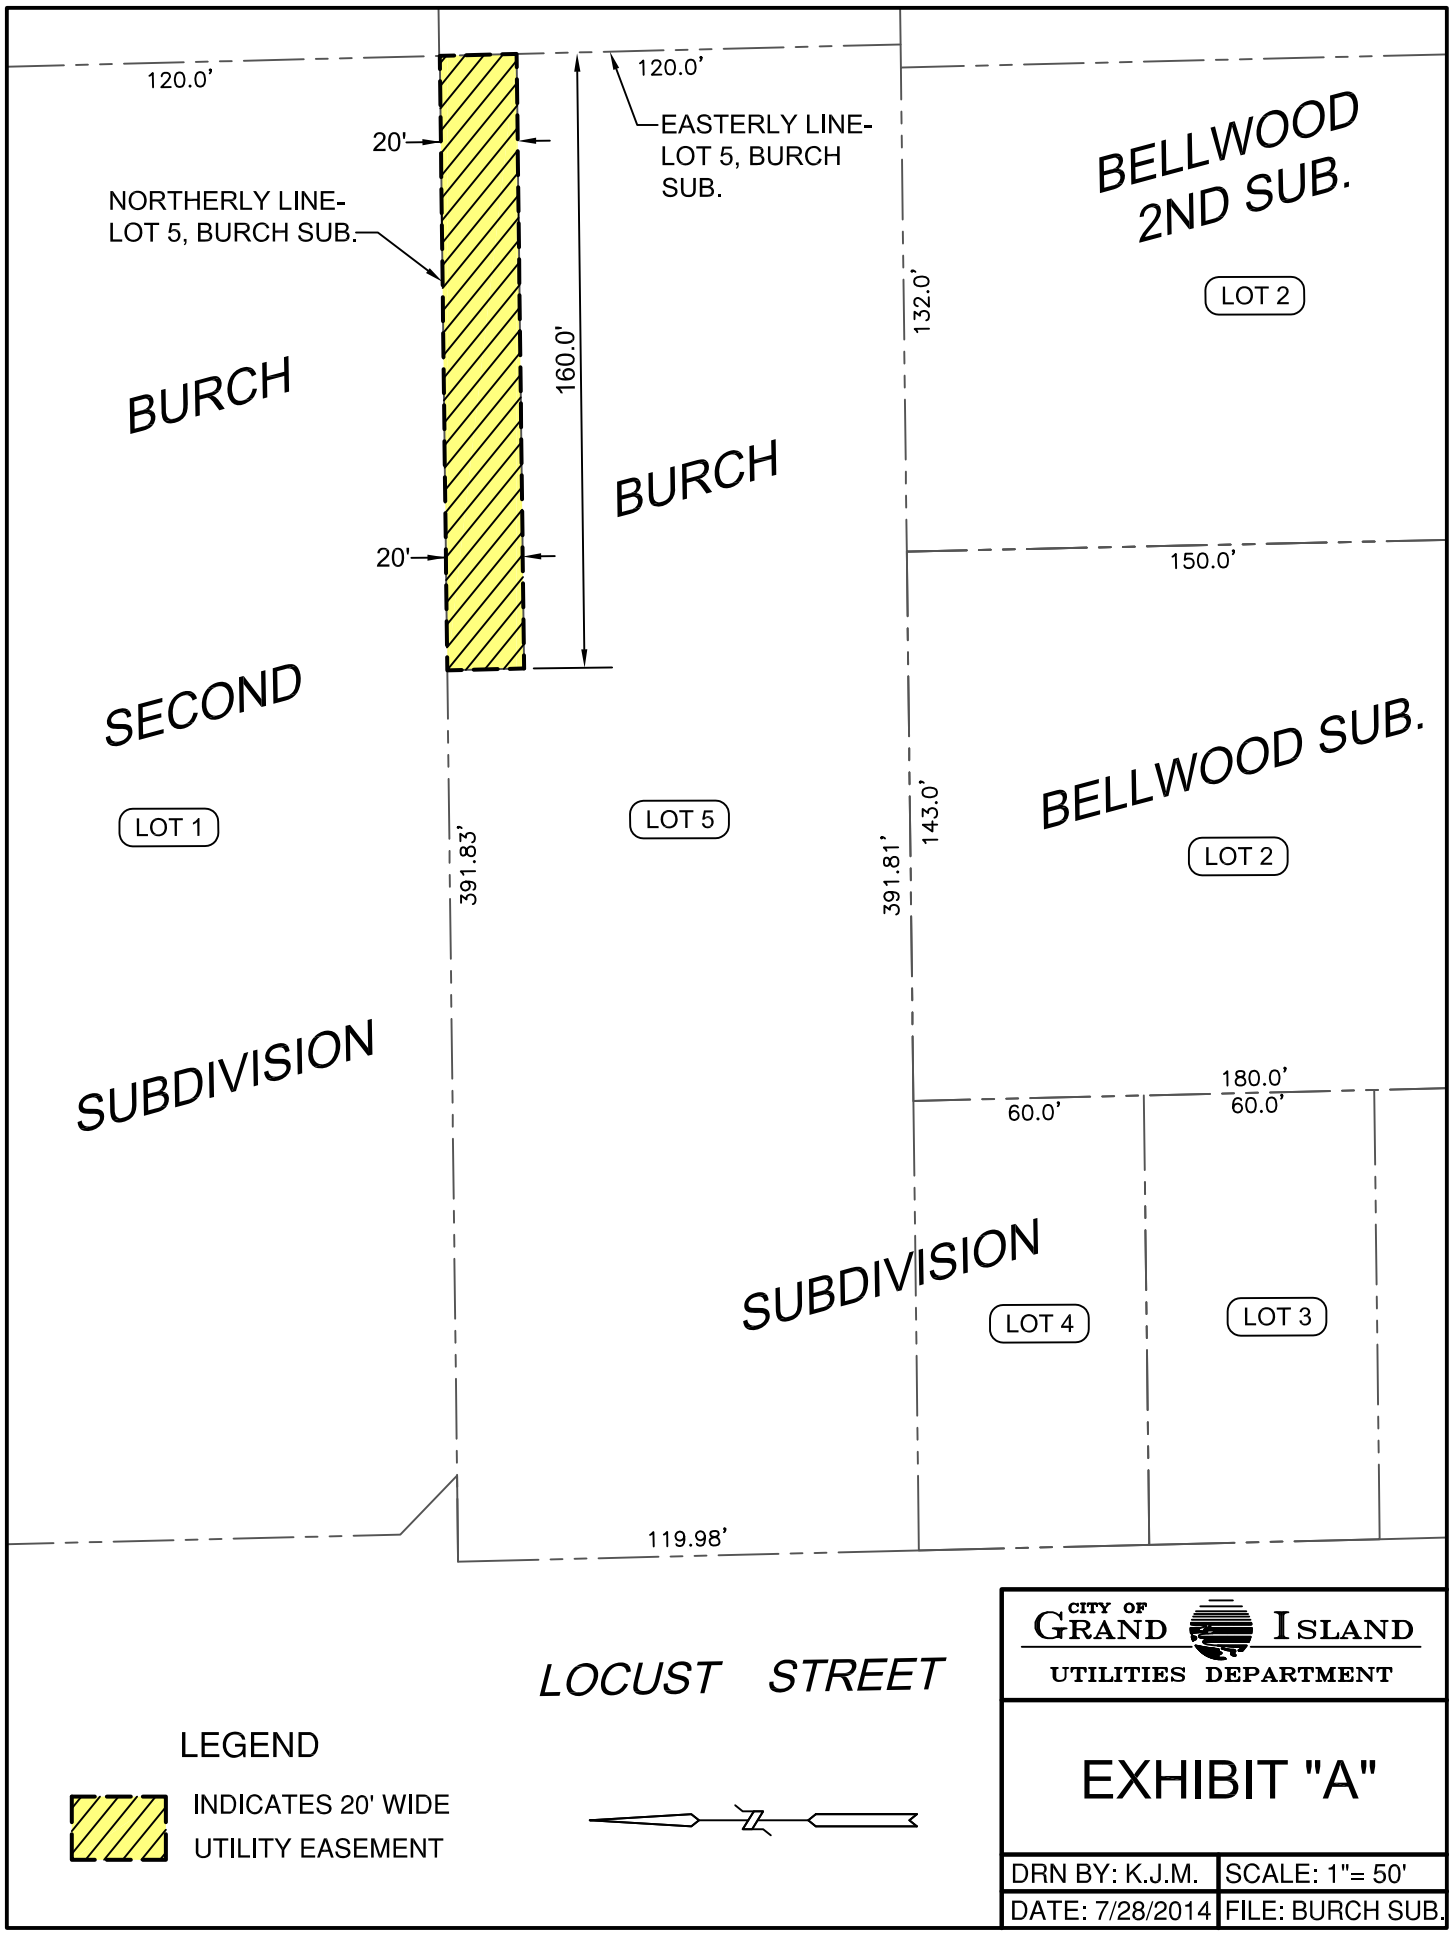 120.0'
120.0'
20'
EASTERLY LINE-
LOT 5, BURCH
SUB.
NORTHERLY LINE-
LOT 5, BURCH SUB.
BELLWOOD
2ND SUB.
LOT 2
132.0'
160.0'
BURCH
BURCH
20'
150.0'
SECOND
BELLWOOD SUB.
LOT 1
LOT 5
LOT 2
391.83'
391.81'
143.0'
SUBDIVISION
180.0'
60.0'
60.0'
SUBDIVISION
LOT 4
LOT 3
119.98'
LOCUST STREET
LEGEND
INDICATES 20' WIDE
UTILITY EASEMENT
CITY OF
GRAND ISLAND
UTILITIES DEPARTMENT
EXHIBIT "A"
DRN BY: K.J.M.
SCALE: 1"= 50'
DATE: 7/28/2014
FILE: BURCH SUB.